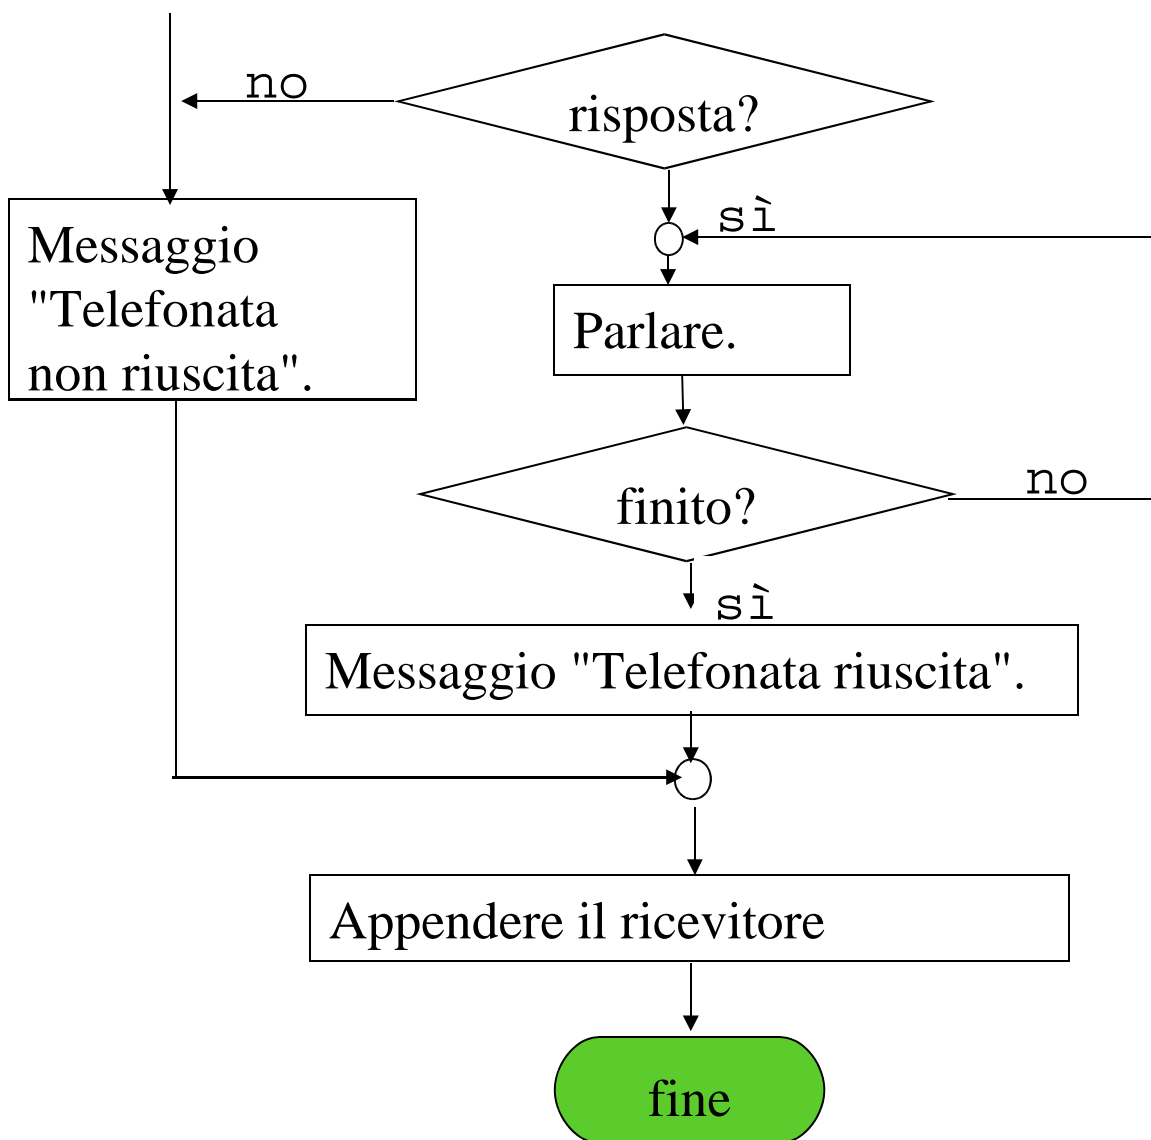 no
risposta?
sì
Messaggio
"Telefonata
non riuscita".
Parlare.
finito?
no
sì
Messaggio "Telefonata riuscita".
Appendere il ricevitore
fine